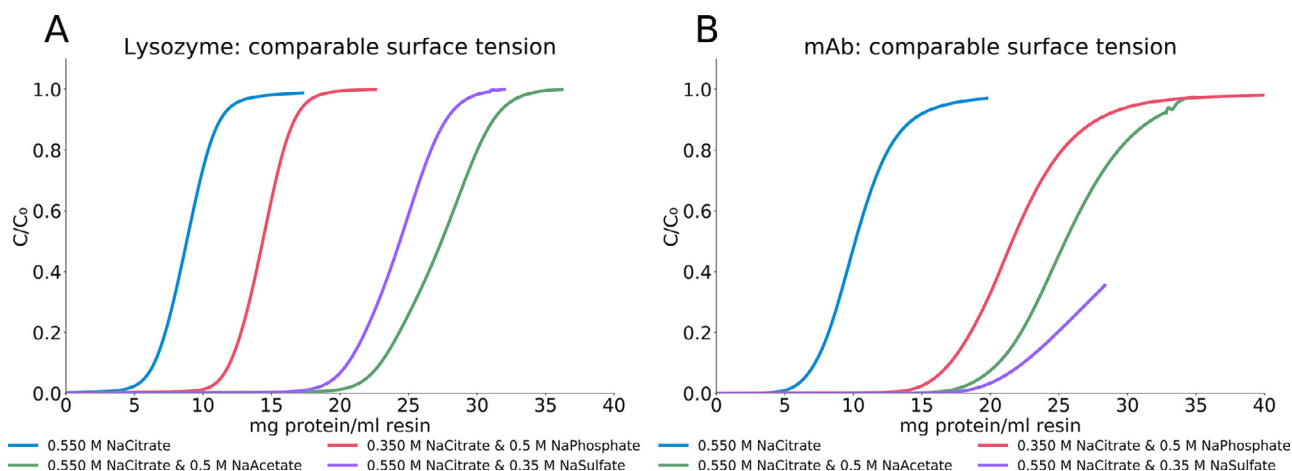 A
Lysozyme: comparable surface tension
C/C₀
1.0
0.8
0.6
0.4
0.2
0.0
0 5 10 15 20 25 30 35 40
mg protein/ml resin
0.550 M NaCitrate
0.350 M NaCitrate & 0.5 M NaPhosphate
0.550 M NaCitrate & 0.5 M NaAcetate
0.550 M NaCitrate & 0.35 M NaSulfate
B
mAb: comparable surface tension
C/C₀
1.0
0.8
0.6
0.4
0.2
0.0
0 5 10 15 20 25 30 35 40
mg protein/ml resin
0.550 M NaCitrate
0.350 M NaCitrate & 0.5 M NaPhosphate
0.550 M NaCitrate & 0.5 M NaAcetate
0.550 M NaCitrate & 0.35 M NaSulfate